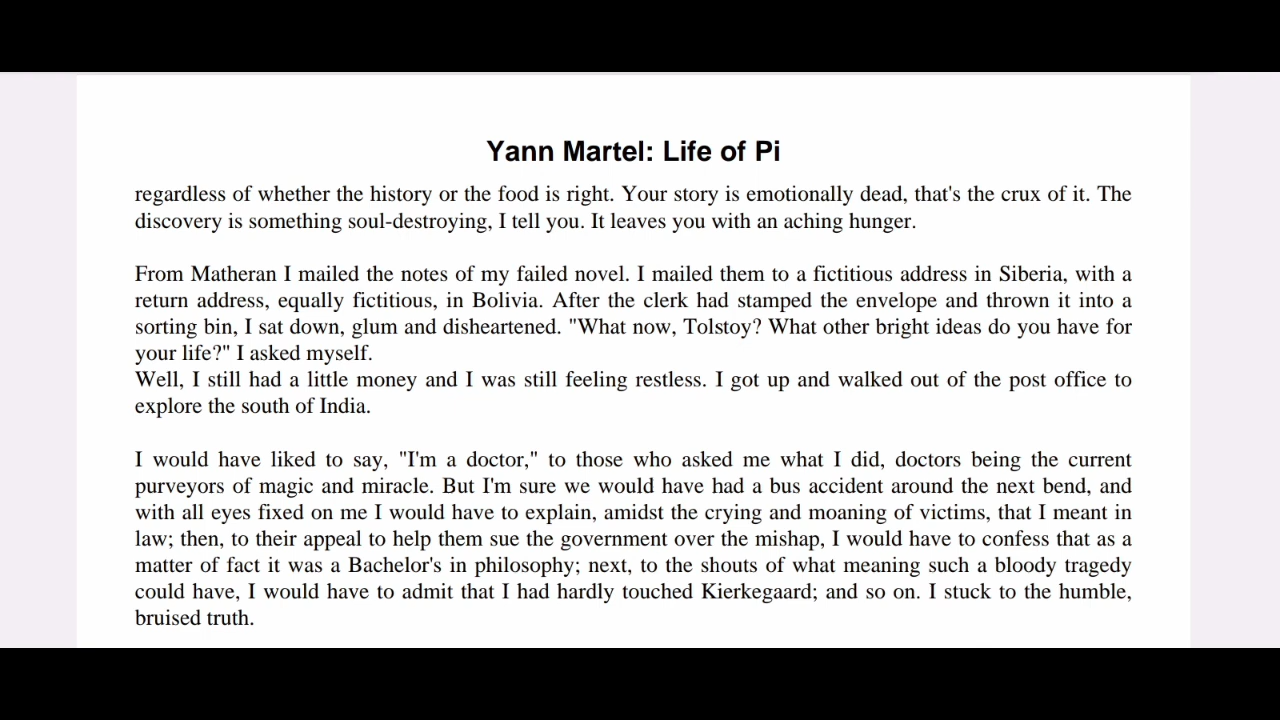 Yann Martel: Life of Pi
regardless of whether the history or the food is right. Your story is emotionally dead, that's the crux of it. The
discovery is something soul-destroying, I tell you. It leaves you with an aching hunger.
From Matheran I mailed the notes of my failed novel. I mailed them to a fictitious address in Siberia, with a
return address, equally fictitious, in Bolivia. After the clerk had stamped the envelope and thrown it into a
sorting bin, I sat down, glum and disheartened. "What now, Tolstoy? What other bright ideas do you have for
your life?" I asked myself.
Well, I still had a little money and I was still feeling restless. I got up and walked out of the post office to
explore the south of India.
I would have liked to say, "I'm a doctor," to those who asked me what I did, doctors being the current
purveyors of magic and miracle. But I'm sure we would have had a bus accident around the next bend, and
with all eyes fixed on me I would have to explain, amidst the crying and moaning of victims, that I meant in
law; then, to their appeal to help them sue the government over the mishap, I would have to confess that as a
matter of fact it was a Bachelor's in philosophy; next, to the shouts of what meaning such a bloody tragedy
could have, I would have to admit that I had hardly touched Kierkegaard; and so on. I stuck to the humble,
bruised truth.